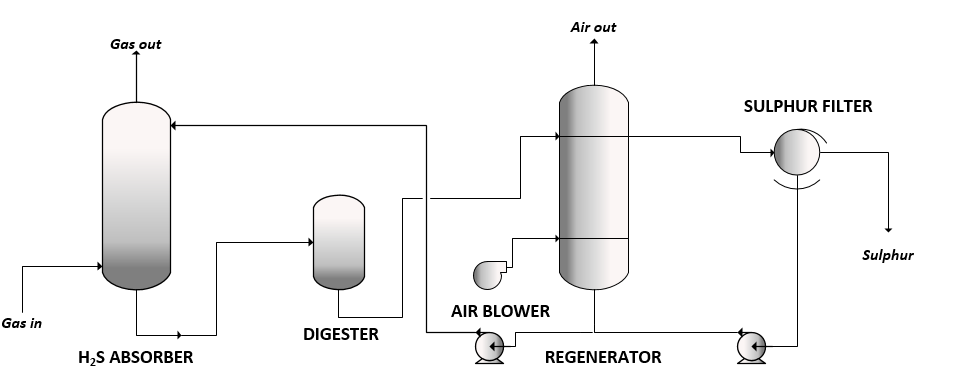 Gas out
Air out
SULPHUR FILTER
Sulphur
Gas in
AIR BLOWER
DIGESTER
H₂S ABSORBER
REGENERATOR